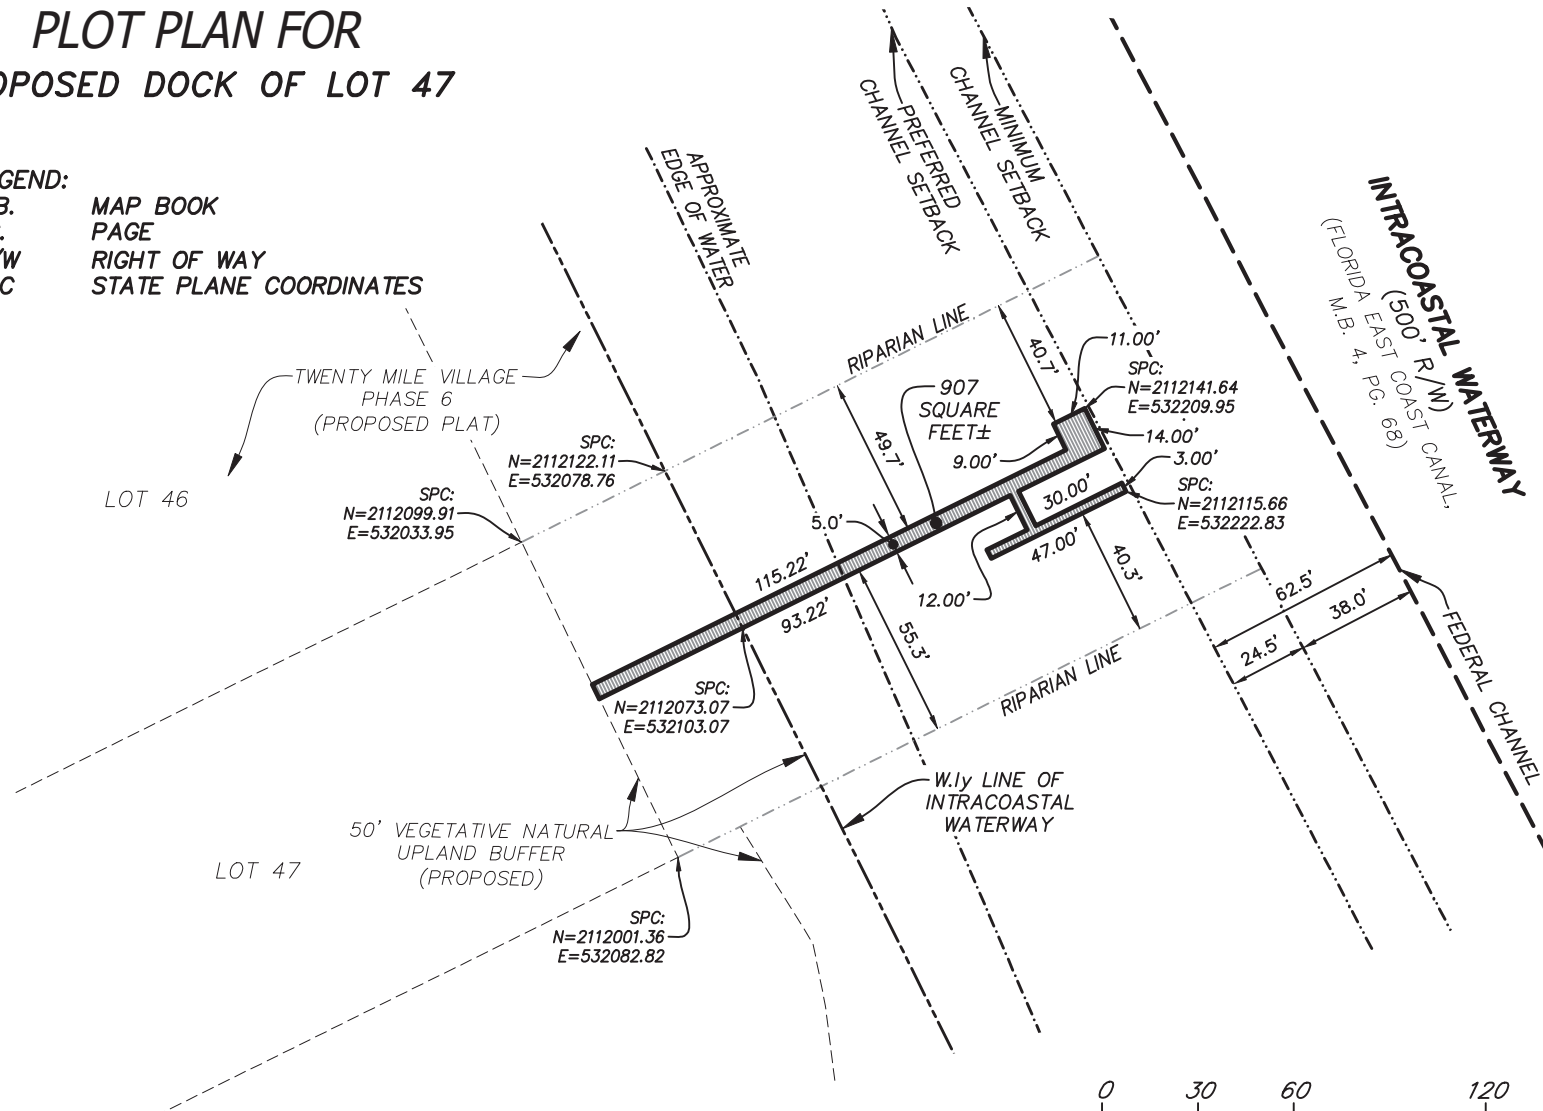 PLOT PLAN FOR
OPOSED DOCK OF LOT 47
GEND:
B. MAP BOOK
. PAGE
/W RIGHT OF WAY
C STATE PLANE COORDINATES
PREFERRED
CHANNEL SETBACK
MINIMUM
CHANNEL SETBACK
APPROXIMATE
EDGE OF WATER
INTRACOASTAL WATERWAY
(500' R/W)
(FLORIDA EAST COAST CANAL,
M.B. 4, PG. 68)
RIPARIAN LINE
TWENTY MILE VILLAGE
PHASE 6
(PROPOSED PLAT)
LOT 46
SPC:
N=2112122.11
E=532078.76
SPC:
N=2112099.91
E=532033.95
907
SQUARE
FEET±
49.7'
40.7'
11.00'
SPC:
N=2112141.64
E=532209.95
14.00'
9.00'
3.00'
30.00'
SPC:
N=2112115.66
E=532222.83
5.0'
47.00'
40.3'
12.00'
115.22'
93.22'
55.3'
62.5'
38.0'
24.5'
FEDERAL CHANNEL
RIPARIAN LINE
SPC:
N=2112073.07
E=532103.07
W.ly LINE OF
INTRACOASTAL
WATERWAY
50' VEGETATIVE NATURAL
UPLAND BUFFER
(PROPOSED)
LOT 47
SPC:
N=2112001.36
E=532082.82
0 30 60 120